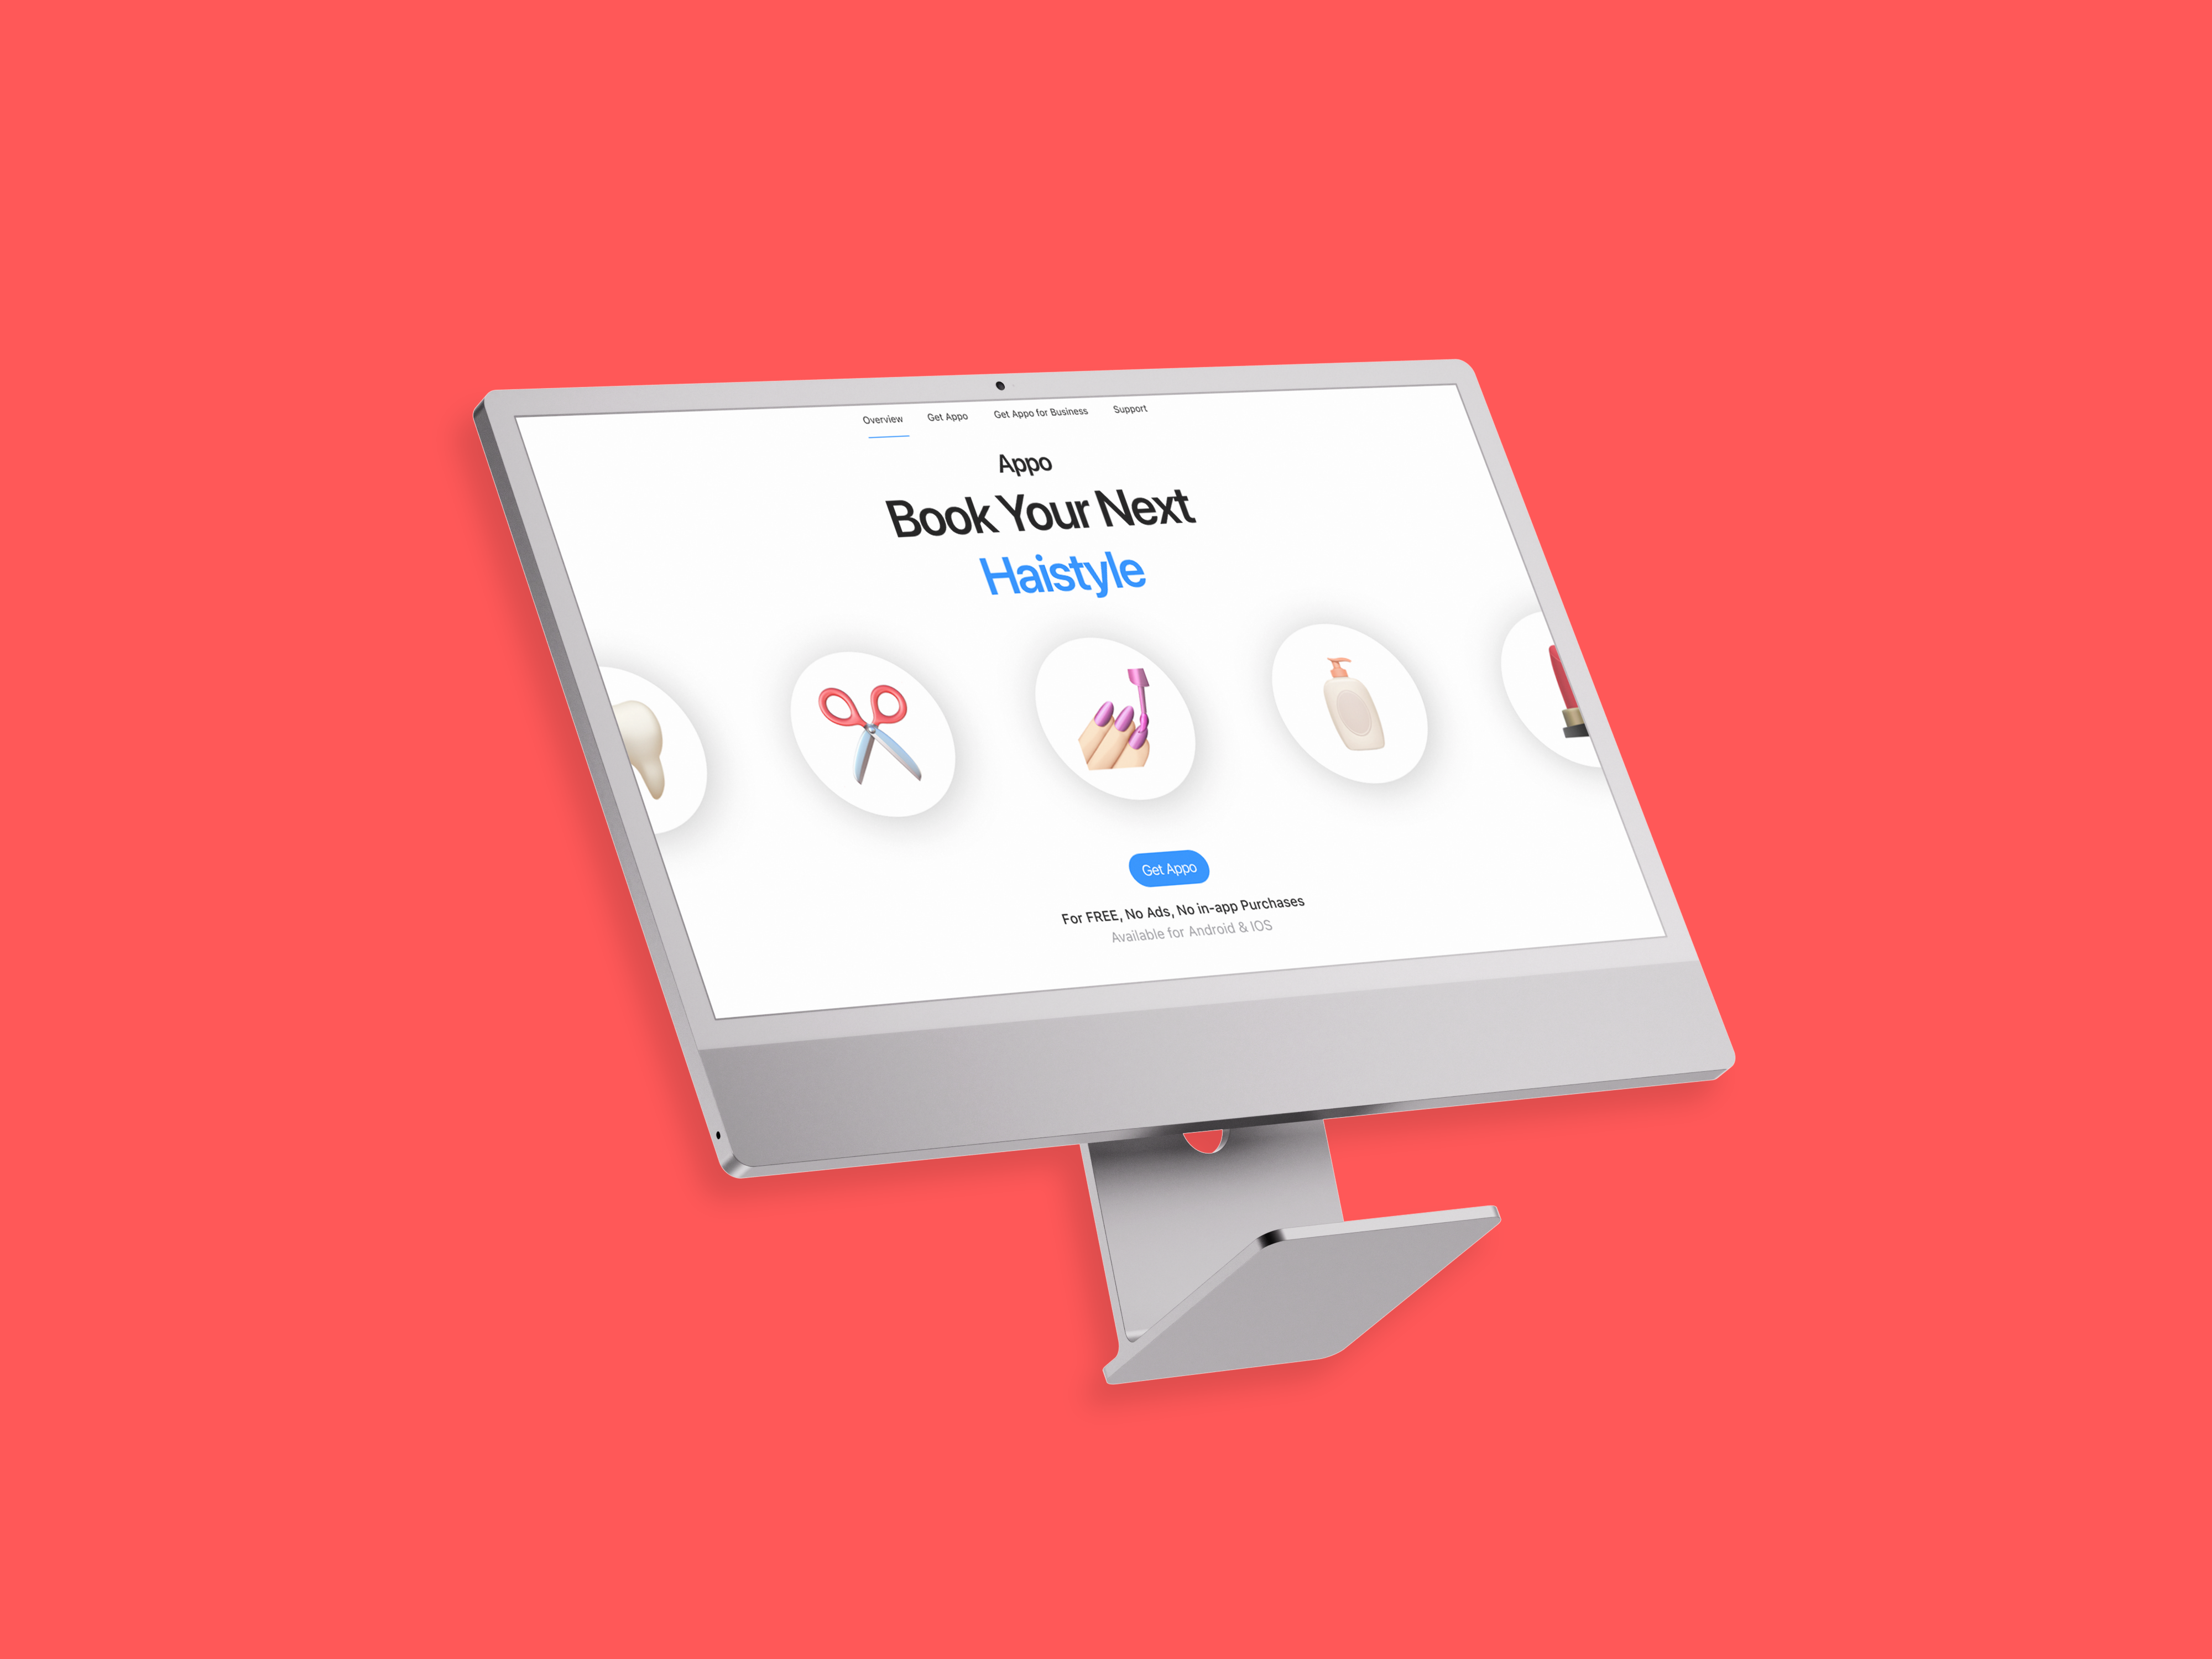 Overview Get Appo Get Appo for Business Support
Appo
Book Your Next
Haistyle
Get Appo
For FREE, No Ads, No in-app Purchases
Available for Android & IOS